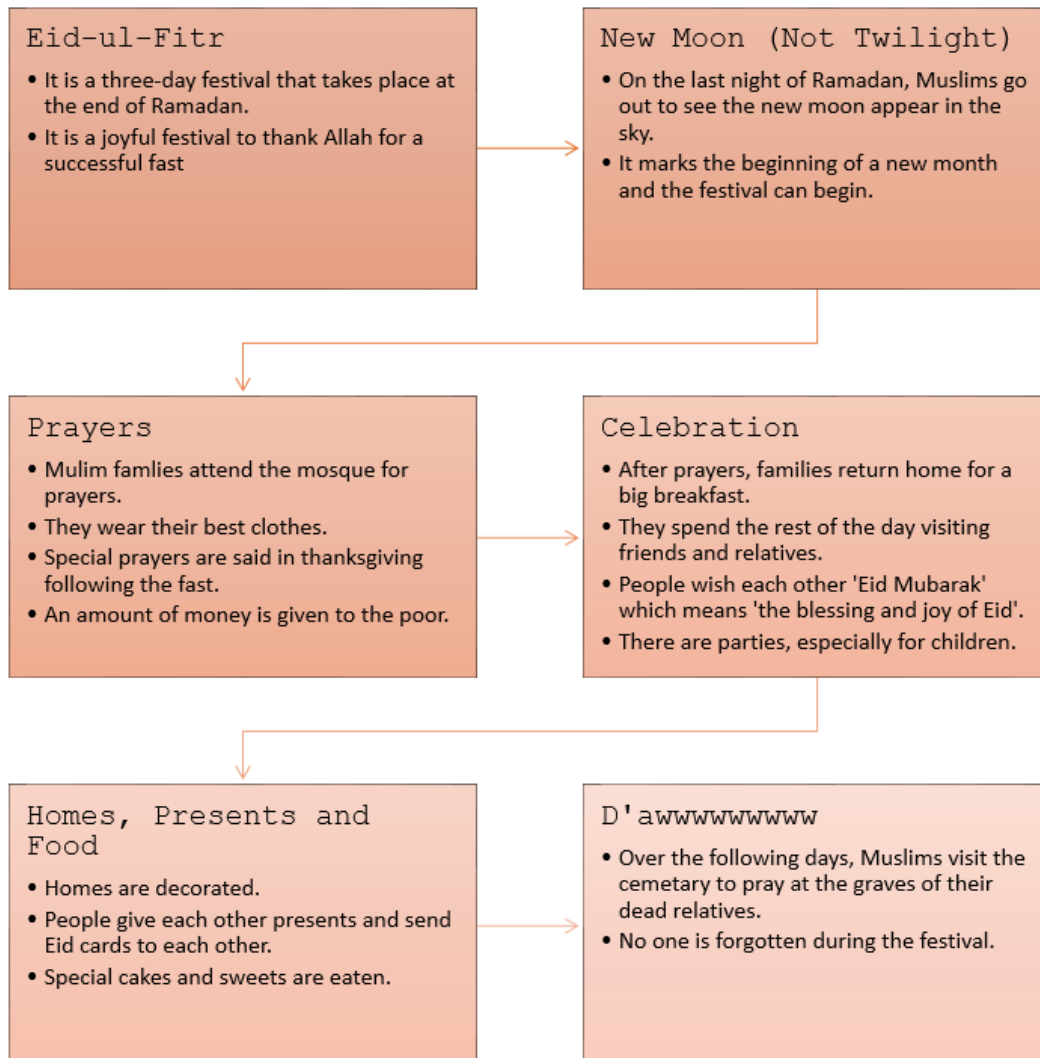 Eid-ul-Fitr
• It is a three-day festival that takes place at
the end of Ramadan.
• It is a joyful festival to thank Allah for a
successful fast
New Moon (Not Twilight)
• On the last night of Ramadan, Muslims go
out to see the new moon appear in the
sky.
• It marks the beginning of a new month
and the festival can begin.
Prayers
• Mulim famlies attend the mosque for
prayers.
• They wear their best clothes.
• Special prayers are said in thanksgiving
following the fast.
• An amount of money is given to the poor.
Celebration
• After prayers, families return home for a
big breakfast.
• They spend the rest of the day visiting
friends and relatives.
• People wish each other 'Eid Mubarak'
which means 'the blessing and joy of Eid'.
• There are parties, especially for children.
Homes, Presents and
Food
• Homes are decorated.
• People give each other presents and send
Eid cards to each other.
• Special cakes and sweets are eaten.
D'awwwwwwwww
• Over the following days, Muslims visit the
cemetary to pray at the graves of their
dead relatives.
• No one is forgotten during the festival.